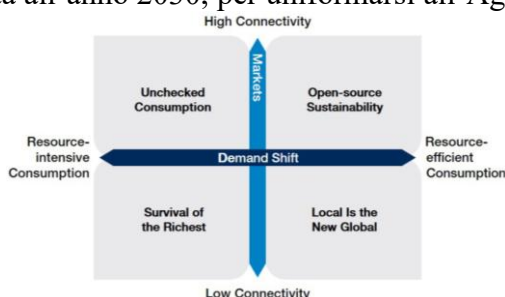 all'anno 2030, per uniformarsi all'Ag
High Connectivity
Markets
Unchecked
Consumption
Open-source
Sustainability
Resource-
intensive
Consumption
Demand Shift
Resource-
efficient
Consumption
Survival of
the Richest
Local Is the
New Global
Low Connectivity